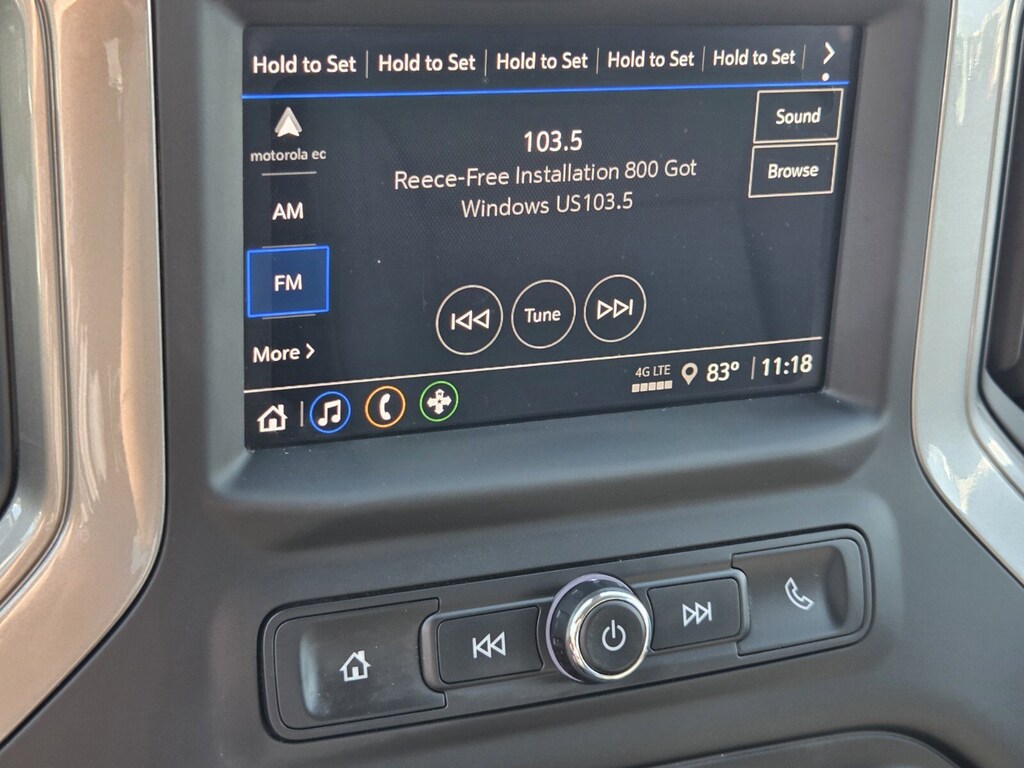 Hold to Set | Hold to Set | Hold to Set | Hold to Set | Hold to Set
motorola ec
103.5
Sound
Reece-Free Installation 800 Got
Windows US103.5
Browse
AM
FM
Tune
More >
4G LTE
83° | 11:18